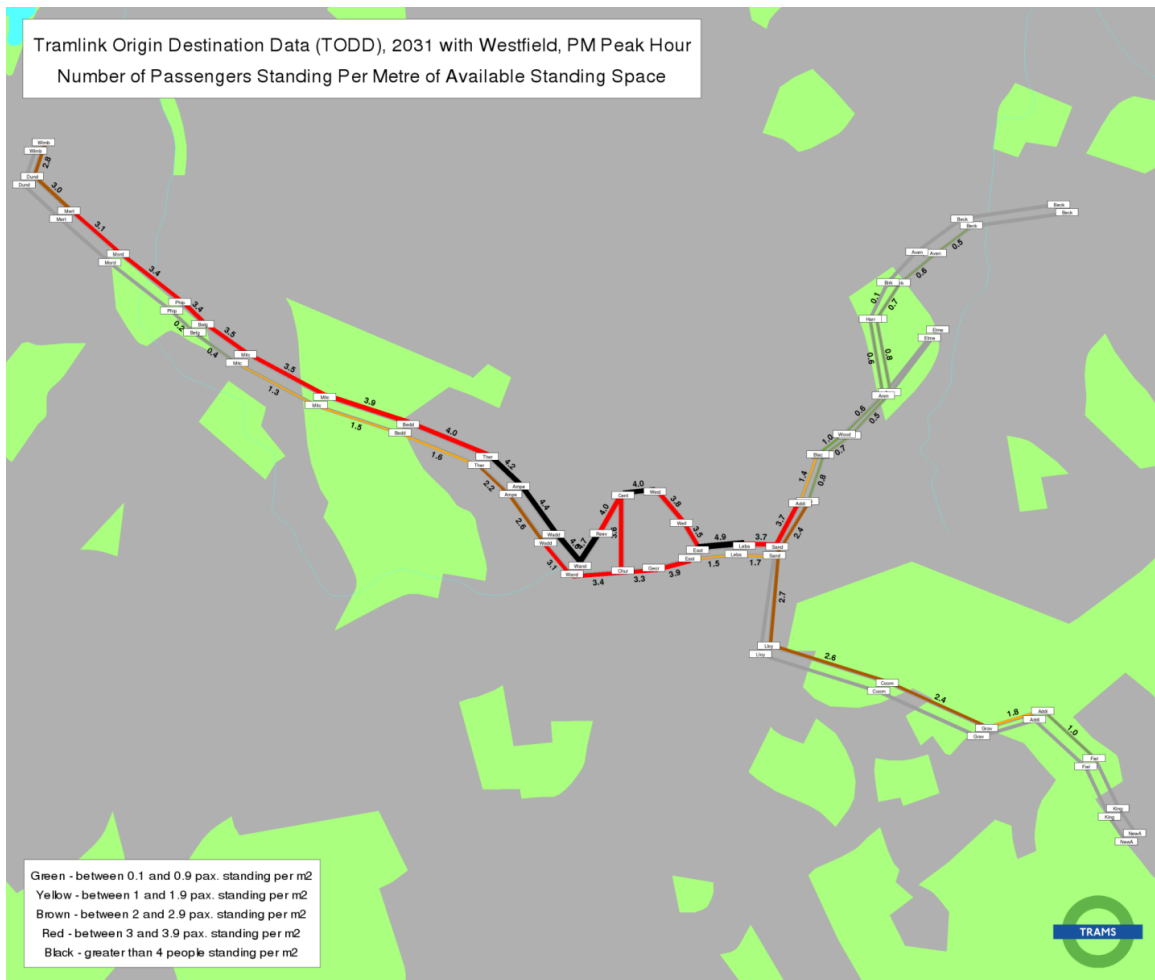 Tramlink Origin Destination Data (TODD), 2031 with Westfield, PM Peak Hour
Number of Passengers Standing Per Metre of Available Standing Space
Wimb
Wimb
2.8
Dund
Dund
3.0
Mert
Mert
3.1
Mord
Mord
3.4
Phip
Phip
3.4
0.2
Belg
Belg
3.5
0.4
Mitc
Mitc
3.5
1.3
Mitc
Mitc
3.9
1.5
Bedd
Bedd
4.0
1.6
Ther
Ther
4.2
2.2
Ampe
Ampe
4.4
2.6
Wadd
Wadd
4.6
3.1
Wand
Wand
4.7
Reev
4.0
Cent
4.0
Wes
3.8
Wel
3.5
3.6
3.4
Chur
3.3
Geor
3.9
East
East
4.9
1.5
Leba
Leba
3.7
1.7
Sand
Sand
3.7
2.4
Addi
1.4
0.8
Blac
1.0
0.7
Wood
0.6
0.5
Aren
0.6
0.8
Harr
0.1
0.7
Birk
Aven
Aven
0.6
0.5
Beck
Beck
Beck
Beck
Elme
Elme
2.7
Lloy
Lloy
2.6
Coom
Coom
2.4
Grav
Grav
1.8
Addi
Addi
1.0
Fiel
Fiel
King
King
NewA
NewA
Green - between 0.1 and 0.9 pax. standing per m2
Yellow - between 1 and 1.9 pax. standing per m2
Brown - between 2 and 2.9 pax. standing per m2
Red - between 3 and 3.9 pax. standing per m2
Black - greater than 4 people standing per m2
TRAMS